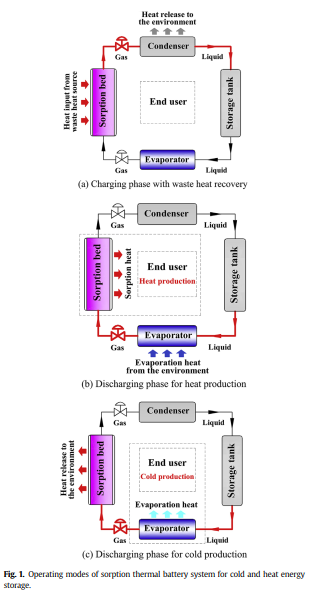 Heat release to
the environment
Condenser
Gas
Liquid
Heat input from
waste heat source
Sorption bed
End user
Storage tank
Evaporator
Gas
Liquid
(a) Charging phase with waste heat recovery
Condenser
Gas
Liquid
Sorption bed
Sorption heat
End user
Heat production
Storage tank
Evaporator
Gas
Liquid
Evaporation heat
from the environment
(b) Discharging phase for heat production
Condenser
Gas
Liquid
Heat release to
the environment
Sorption bed
End user
Cold production
Storage tank
Evaporation heat
Evaporator
Gas
Liquid
(c) Discharging phase for cold production
Fig. 1. Operating modes of sorption thermal battery system for cold and heat energy
storage.